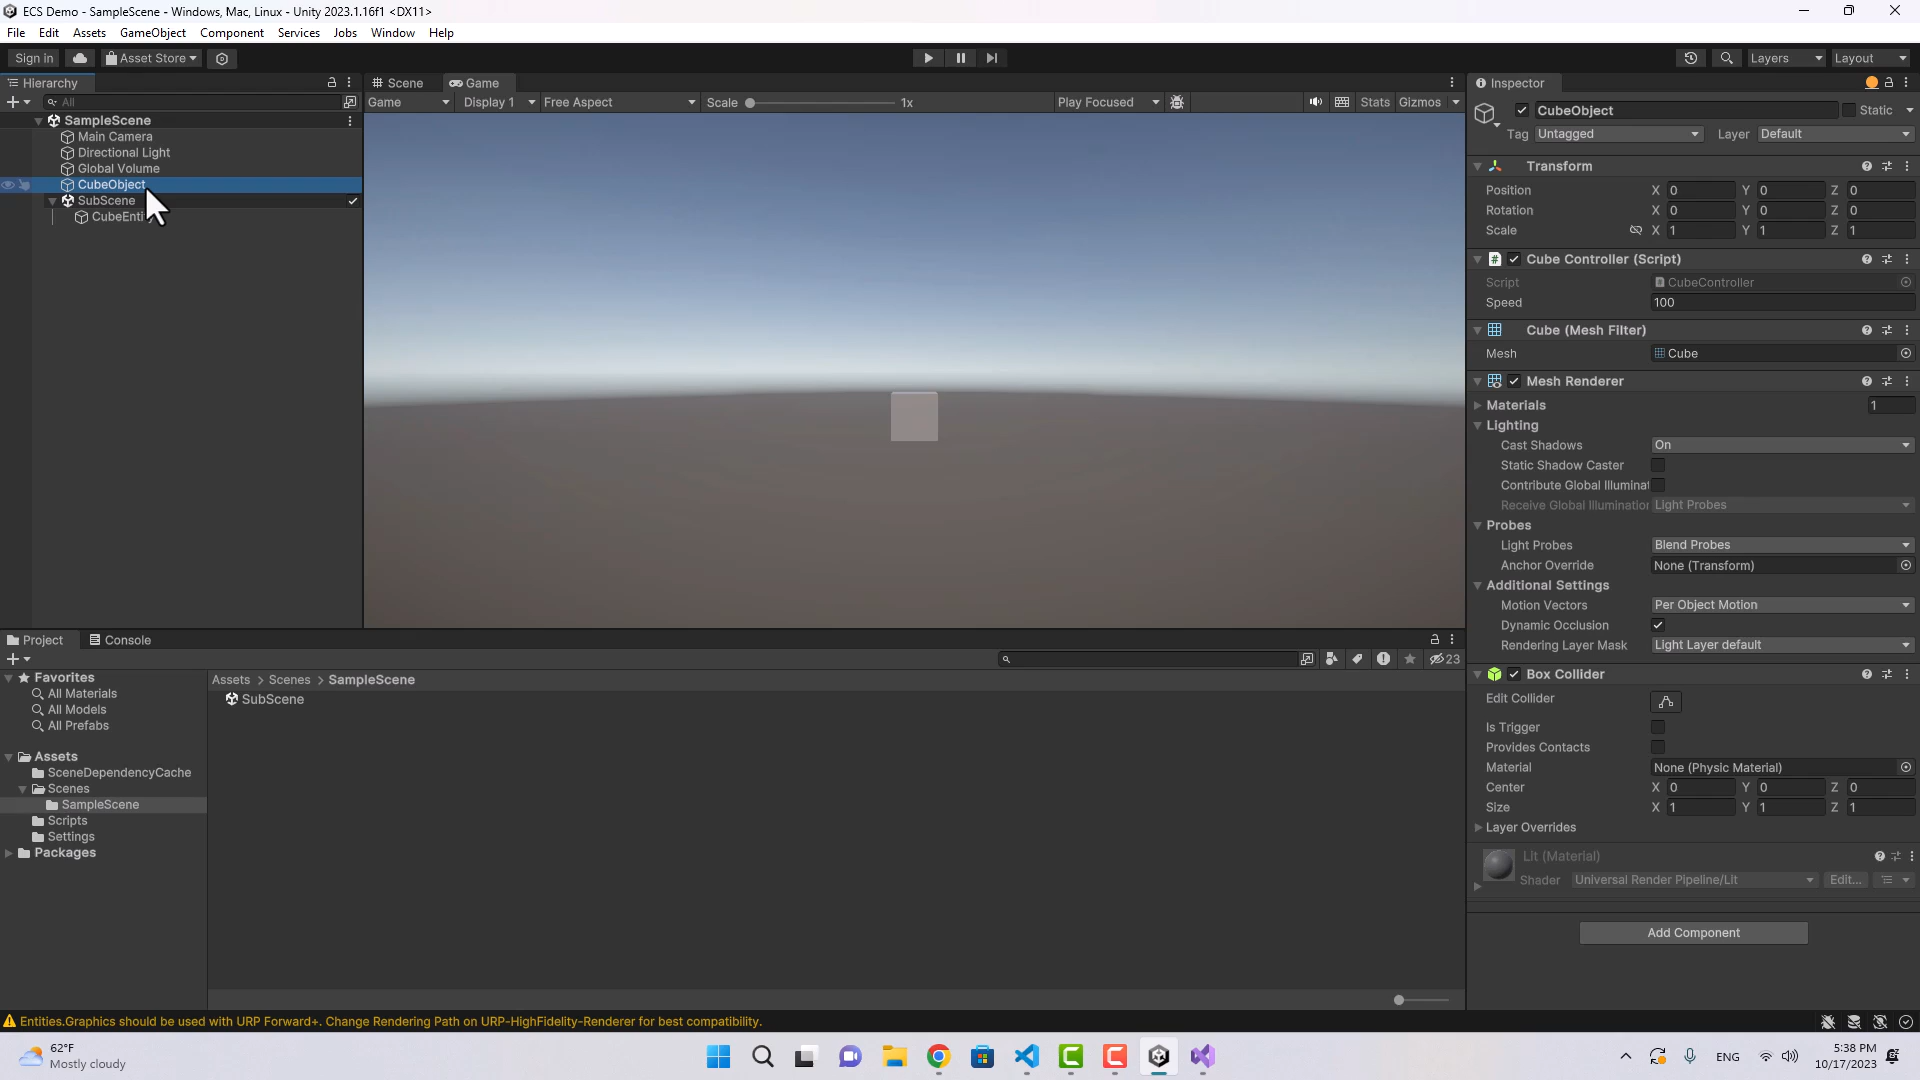 ECS Demo - SampleScene - Windows, Mac, Linux - Unity 2023.1.16f1 <DX11>
File Edit Assets GameObject Component Services Jobs Window Help
Sign in Asset Store Layers Layout
Hierarchy
All
SampleScene
Main Camera
Directional Light
Global Volume
CubeObject
SubScene
Scene Game
Game Display 1 Free Aspect Scale 1x Play Focused Stats Gizmos
Inspector
CubeObject Static
Tag Untagged Layer Default
Transform
Position X 0 Y 0 Z 0
Rotation X 0 Y 0 Z 0
Scale X 1 Y 1 Z 1
Cube Controller (Script)
Script CubeController
Speed 100
Cube (Mesh Filter)
Mesh Cube
Mesh Renderer
Materials 1
Lighting
Cast Shadows On
Static Shadow Caster
Contribute Global Illuminat
Receive Global Illumination Light Probes
Probes
Light Probes Blend Probes
Anchor Override None (Transform)
Additional Settings
Motion Vectors Per Object Motion
Dynamic Occlusion
Rendering Layer Mask Light Layer default
Box Collider
Edit Collider
Is Trigger
Provides Contacts
Material None (Physic Material)
Center X 0 Y 0 Z 0
Size X 1 Y 1 Z 1
Layer Overrides
Lit (Material)
Shader Universal Render Pipeline/Lit Edit...
Add Component
Project Console
23
Favorites
All Materials
All Models
All Prefabs
Assets
SceneDependencyCache
Scenes
SampleScene
Scripts
Settings
Packages
Assets > Scenes > SampleScene
SubScene
Entities.Graphics should be used with URP Forward+. Change Rendering Path on URP-HighFidelity-Renderer for best compatibility.
62°F
Mostly cloudy
ENG
5:38 PM
10/17/2023